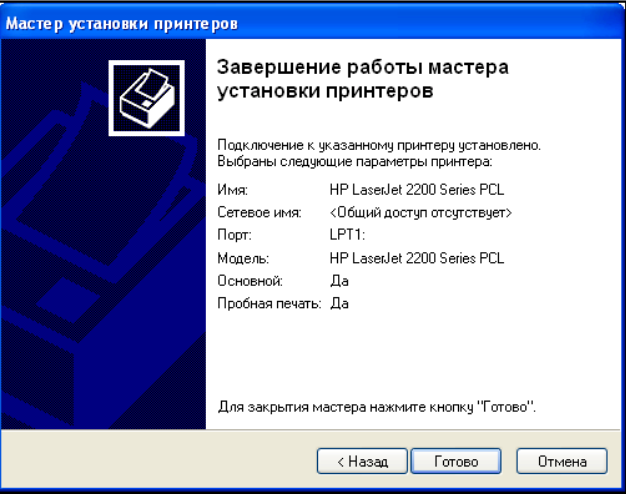 Мастер установки принтеров
Завершение работы мастера
установки принтеров
Подключение к указанному принтеру установлено.
Выбраны следующие параметры принтера:
Имя: HP LaserJet 2200 Series PCL
Сетевое имя: <Общий доступ отсутствует>
Порт: LPT1:
Модель: HP LaserJet 2200 Series PCL
Основной: Да
Пробная печать: Да
Для закрытия мастера нажмите кнопку "Готово".
< Назад Готово Отмена